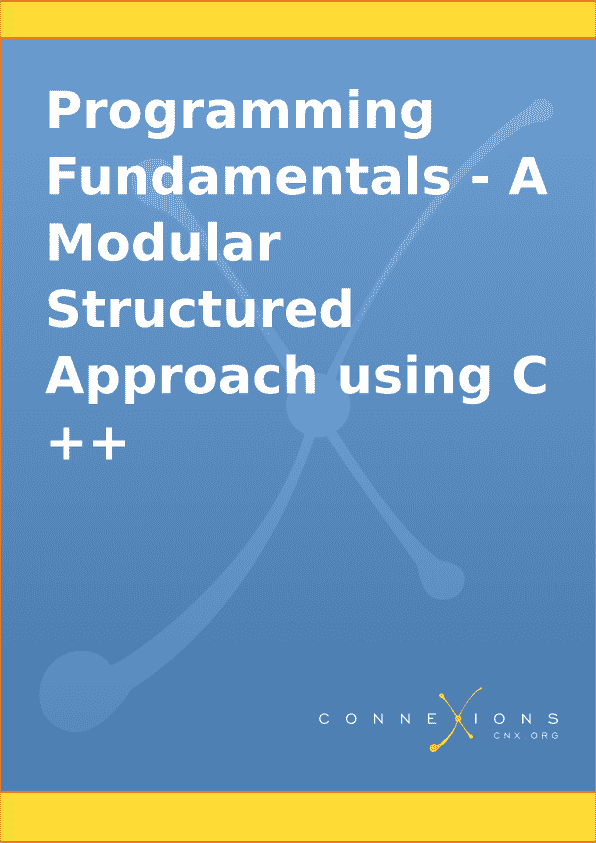 Programming
Fundamentals - A
Modular
Structured
Approach using C
++
CONNEXIONS
CNX ORG